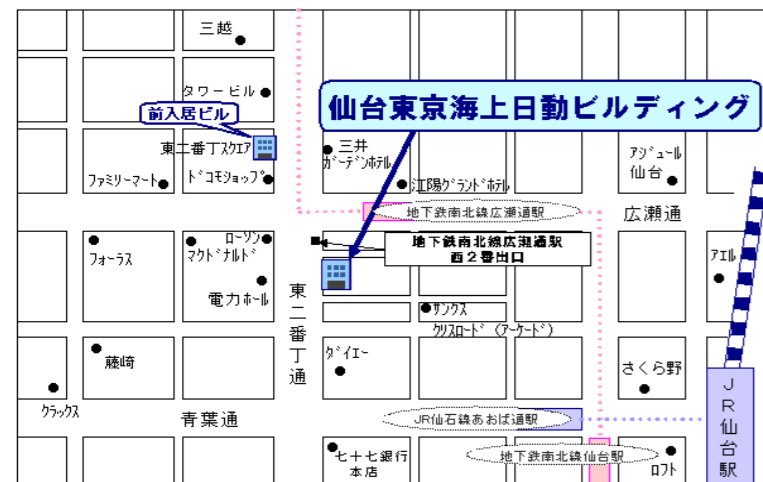 三越
タワービル
前入居ビル
仙台東京海上日動ビルディング
東二番丁スクエア
三井
ガーデンホテル
アジュール
仙台
ファミリーマート
ドコモショップ
江陽グランドホテル
地下鉄南北線広瀬通駅
広瀬通
フォーラス
ローソン
マクドナルド
地下鉄南北線広瀬通駅
西2番出口
アエル
電力ホール
東二番丁通
サンクス
クリスロード (アーケード)
藤崎
ダイエー
さくら野
クラックス
青葉通
JR仙石線あおば通駅
JR仙台駅
七十七銀行
本店
地下鉄南北線仙台駅
ロフト